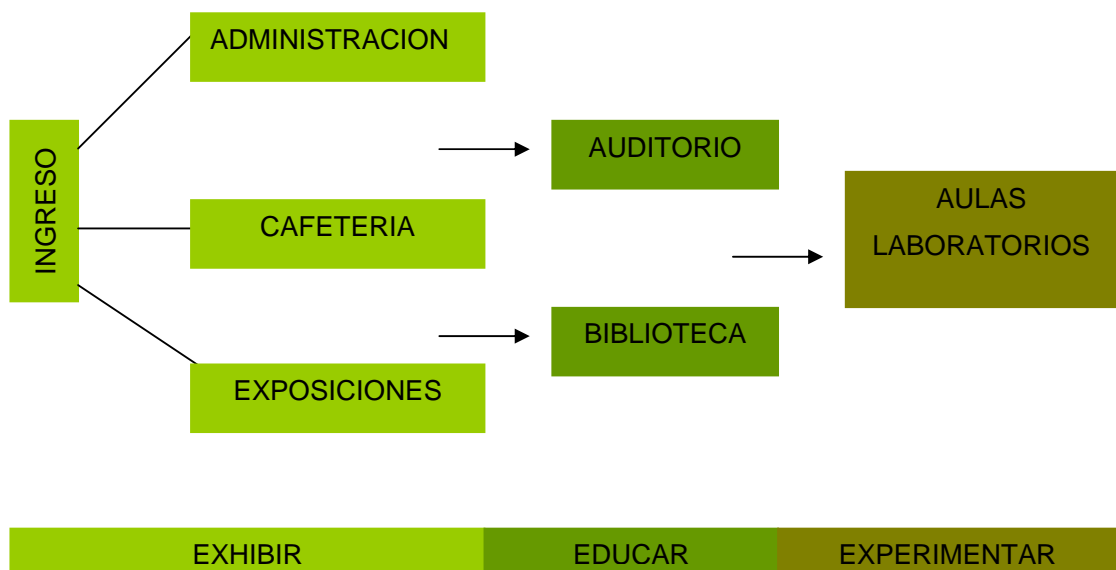 ADMINISTRACION
INGRESO
AUDITORIO
AULAS
LABORATORIOS
CAFETERIA
BIBLIOTECA
EXPOSICIONES
EXHIBIR
EDUCAR
EXPERIMENTAR